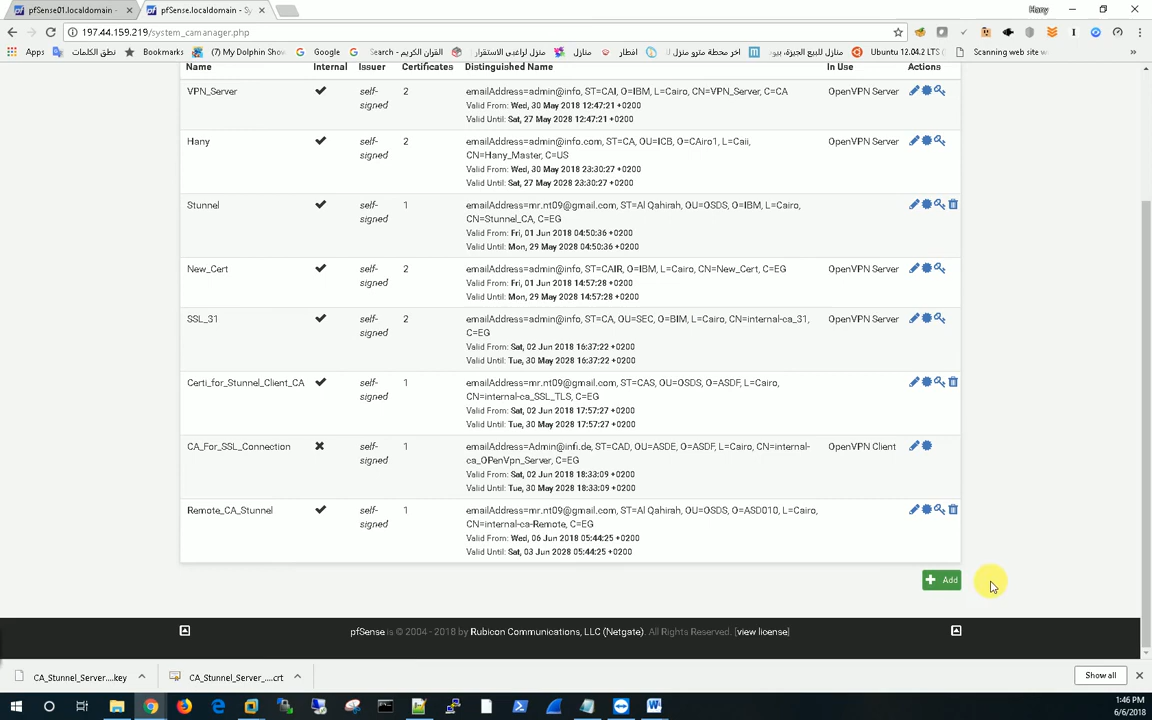 pfSense01.localdomain -
pfSense.localdomain - Sy
Hany
197.44.159.219/system_camanager.php
Apps
نطق الكلمات
Bookmarks
(7) My Dolphin Show
Google
القرآن الكريم - Search
افطار
منازل
منزل لراغبى الاستقرار
اخر محطة مترو منزل
منازل للبيع الجيزة، بيو
Ubuntu 12.04.2 LTS (
Scanning web site w
»
Name Internal Issuer Certificates Distinguished Name In Use Actions
VPN_Server self-signed 2 emailAddress=admin@info, ST=CAI, O=IBM, L=Cairo, CN=VPN_Server, C=CA OpenVPN Server
Valid From: Wed, 30 May 2018 12:47:21 +0200
Valid Until: Sat, 27 May 2028 12:47:21 +0200
Hany self-signed 2 emailAddress=admin@info.com, ST=CA, OU=ICB, O=CAiro1, L=Caii, OpenVPN Server
CN=Hany_Master, C=US
Valid From: Wed, 30 May 2018 23:30:27 +0200
Valid Until: Sat, 27 May 2028 23:30:27 +0200
Stunnel self-signed 1 emailAddress=mr.nt09@gmail.com, ST=Al Qahirah, OU=OSDS, O=IBM, L=Cairo,
CN=Stunnel_CA, C=EG
Valid From: Fri, 01 Jun 2018 04:50:36 +0200
Valid Until: Mon, 29 May 2028 04:50:36 +0200
New_Cert self-signed 2 emailAddress=admin@info, ST=CAIR, O=IBM, L=Cairo, CN=New_Cert, C=EG OpenVPN Server
Valid From: Fri, 01 Jun 2018 14:57:28 +0200
Valid Until: Mon, 29 May 2028 14:57:28 +0200
SSL_31 self-signed 2 emailAddress=admin@info, ST=CA, OU=SEC, O=BIM, L=Cairo, CN=internal-ca_31, OpenVPN Server
C=EG
Valid From: Sat, 02 Jun 2018 16:37:22 +0200
Valid Until: Tue, 30 May 2028 16:37:22 +0200
Certi_for_Stunnel_Client_CA self-signed 1 emailAddress=mr.nt09@gmail.com, ST=CAS, OU=OSDS, O=ASDF, L=Cairo,
CN=internal-ca_SSL_TLS, C=EG
Valid From: Sat, 02 Jun 2018 17:57:27 +0200
Valid Until: Tue, 30 May 2028 17:57:27 +0200
CA_For_SSL_Connection self-signed 1 emailAddress=Admin@infi.de, ST=CAD, OU=ASDE, O=ASDF, L=Cairo, CN=internal- OpenVPN Client
ca_OPenVpn_Server, C=EG
Valid From: Sat, 02 Jun 2018 18:33:09 +0200
Valid Until: Tue, 30 May 2028 18:33:09 +0200
Remote_CA_Stunnel self-signed 1 emailAddress=mr.nt09@gmail.com, ST=Al Qahirah, OU=OSDS, O=ASD010, L=Cairo,
CN=internal-ca-Remote, C=EG
Valid From: Wed, 06 Jun 2018 05:44:25 +0200
Valid Until: Sat, 03 Jun 2028 05:44:25 +0200
Add
pfSense is © 2004 - 2018 by Rubicon Communications, LLC (Netgate). All Rights Reserved. [view license]
CA_Stunnel_Server....key
CA_Stunnel_Server_....crt
Show all
1:46 PM
6/6/2018